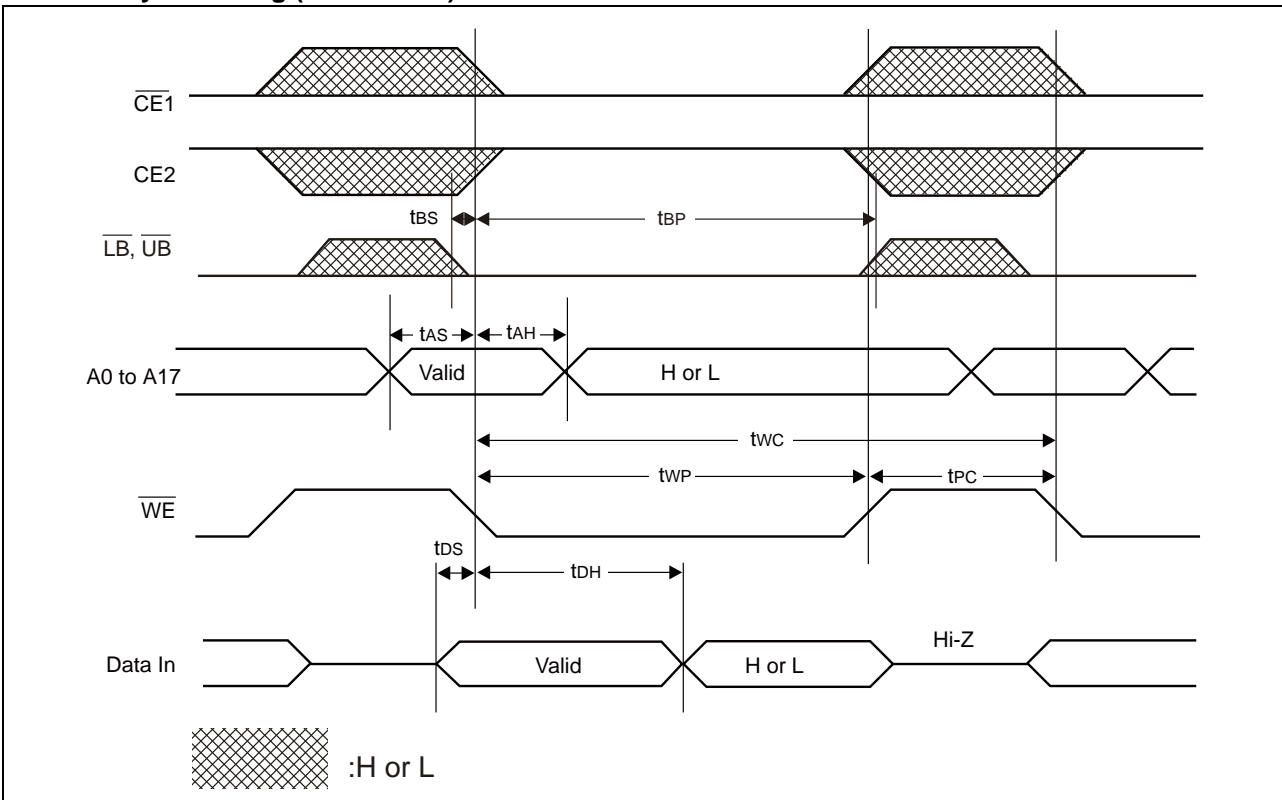 CE1
CE2
tBS
tBP
LB, UB
tAS
tAH
A0 to A17
Valid
H or L
tWC
tWP
tPC
WE
tDS
tDH
Hi-Z
Data In
Valid
H or L
:H or L